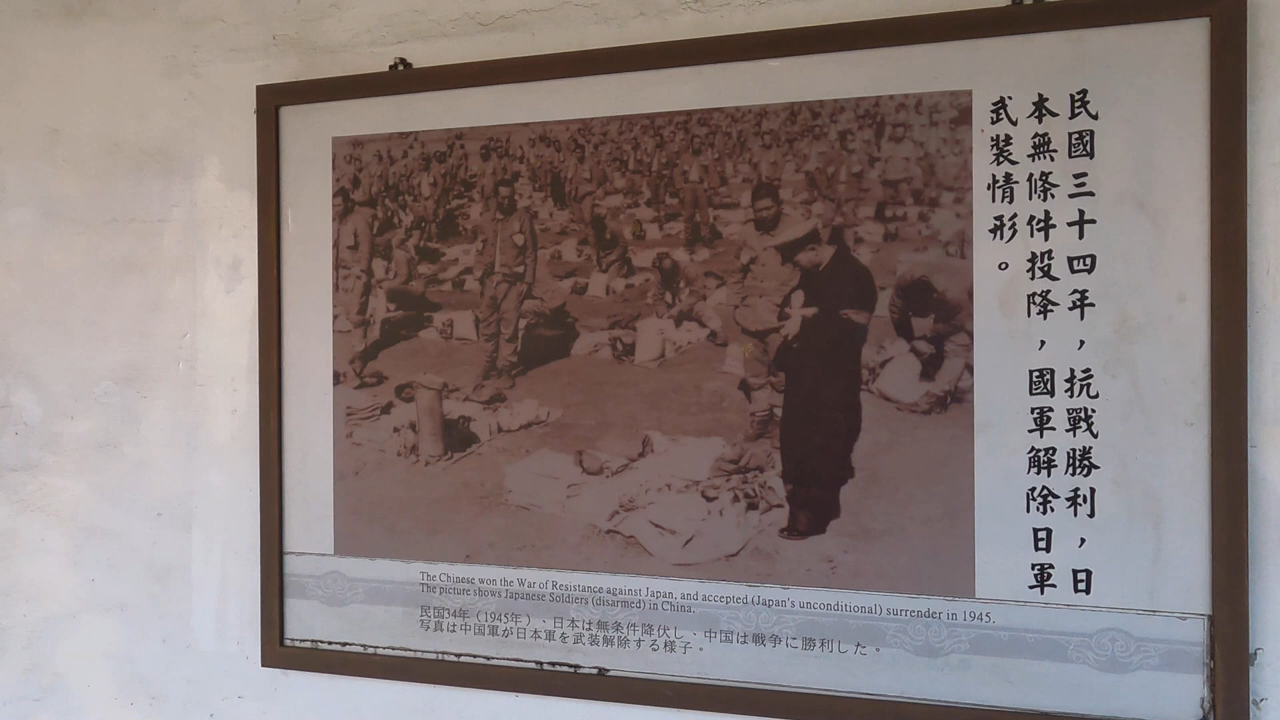 民國三十四年，抗戰勝利，日
本無條件投降，國軍解除日軍
武裝情形。
The Chinese won the War of Resistance against Japan, and accepted (Japan's unconditional) surrender in 1945.
The picture shows Japanese Soldiers (disarmed) in China.
民国34年（1945年）、日本は無条件降伏し、中国は戦争に勝利した。
写真は中国軍が日本軍を武装解除する様子。